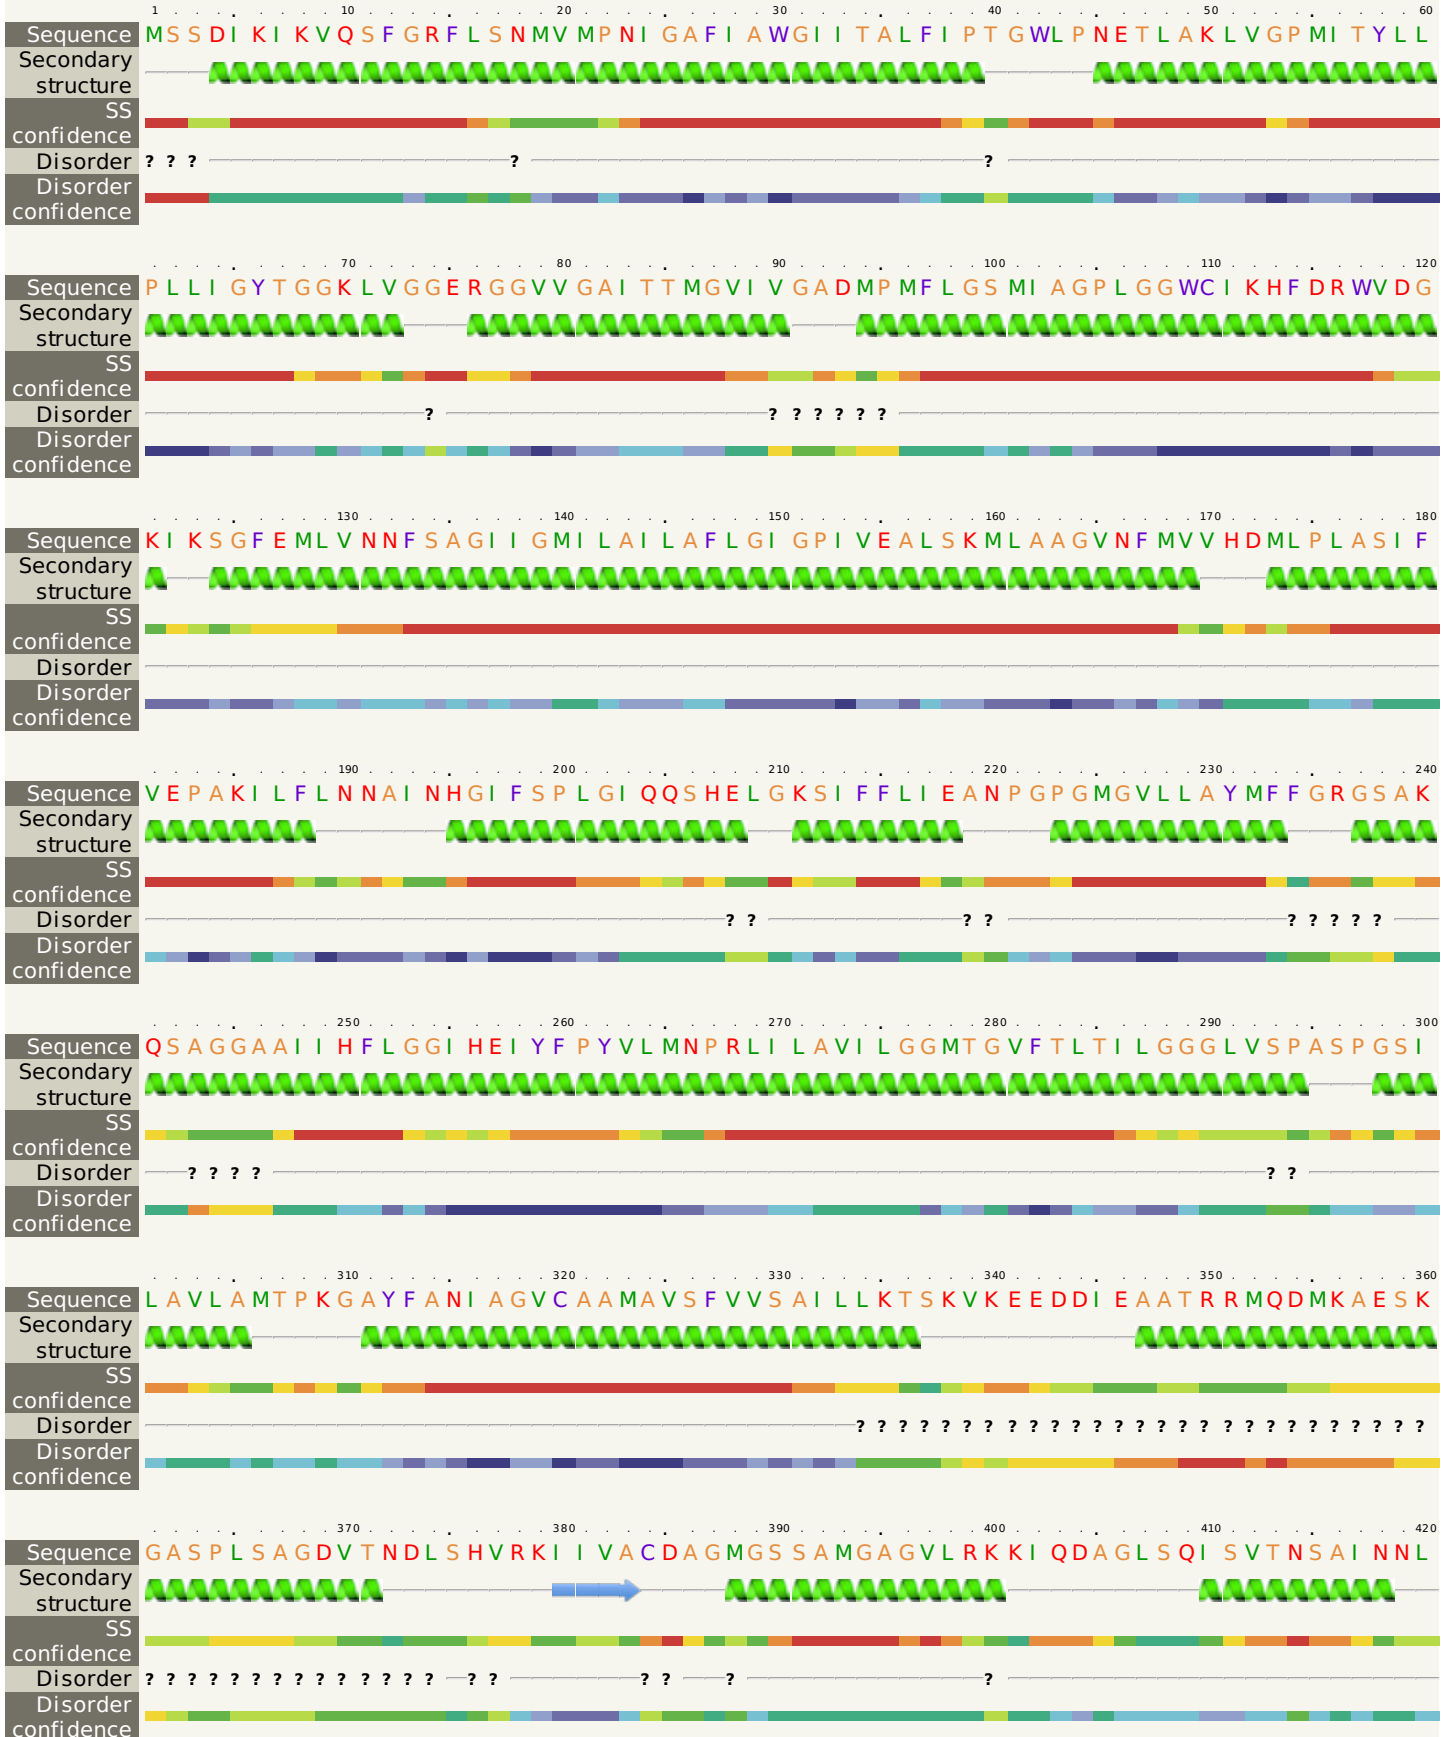 1 10 20 30 40 50 60
Sequence MSSDIKIKVQSFGRFLSNMVMPNIGAFIAWGIITALFIPTGWLPNETLAKLVGPMITYLL
Secondary
structure
SS
confidence
Disorder ? ? ? ? ?
Disorder
confidence
70 80 90 100 110 120
Sequence PLLIGYTGGKLVGGERGGVVGAITTMGVIVGADMPMFLGSMIAGPLGGWCIKHFDRWVDG
Secondary
structure
SS
confidence
Disorder ? ? ? ? ? ? ?
Disorder
confidence
130 140 150 160 170 180
Sequence KIKSGFEMLVNNFSAGIIGMILAILAFLGIGPIVEALSKMLAAGVNFMVVHDMLPLASIF
Secondary
structure
SS
confidence
Disorder
Disorder
confidence
190 200 210 220 230 240
Sequence VEPAKILFLNNAINHGIFSPLGIQQSHELGKSIFFLIEANPGPGMGVLLAYMFFGRGSAK
Secondary
structure
SS
confidence
Disorder ? ? ? ? ? ? ? ? ?
Disorder
confidence
250 260 270 280 290 300
Sequence QSAGGAAIIHFLGGIHEIYFPYVLMNPRLILAVILGGMTGVFTLTILGGGLVSPASPGSI
Secondary
structure
SS
confidence
Disorder ? ? ? ? ? ?
Disorder
confidence
310 320 330 340 350 360
Sequence LAVLAMTPKGAYFANIAGVCAAMAVSFVVSAILLKTSKVKEEDDIEAATRRMQDMKAESK
Secondary
structure
SS
confidence
Disorder ? ? ? ? ? ? ? ? ? ? ? ? ? ? ? ? ? ? ? ? ? ? ? ? ? ? ?
Disorder
confidence
370 380 390 400 410 420
Sequence GASPLSAGDVTNDLSHVRKIIVACDAGMGSSAMGAGVLRKKIQDAGLSQISVTNSAINNL
Secondary
structure
SS
confidence
Disorder ? ? ? ? ? ? ? ? ? ? ? ? ? ? ? ? ? ? ? ?
Disorder
confidence